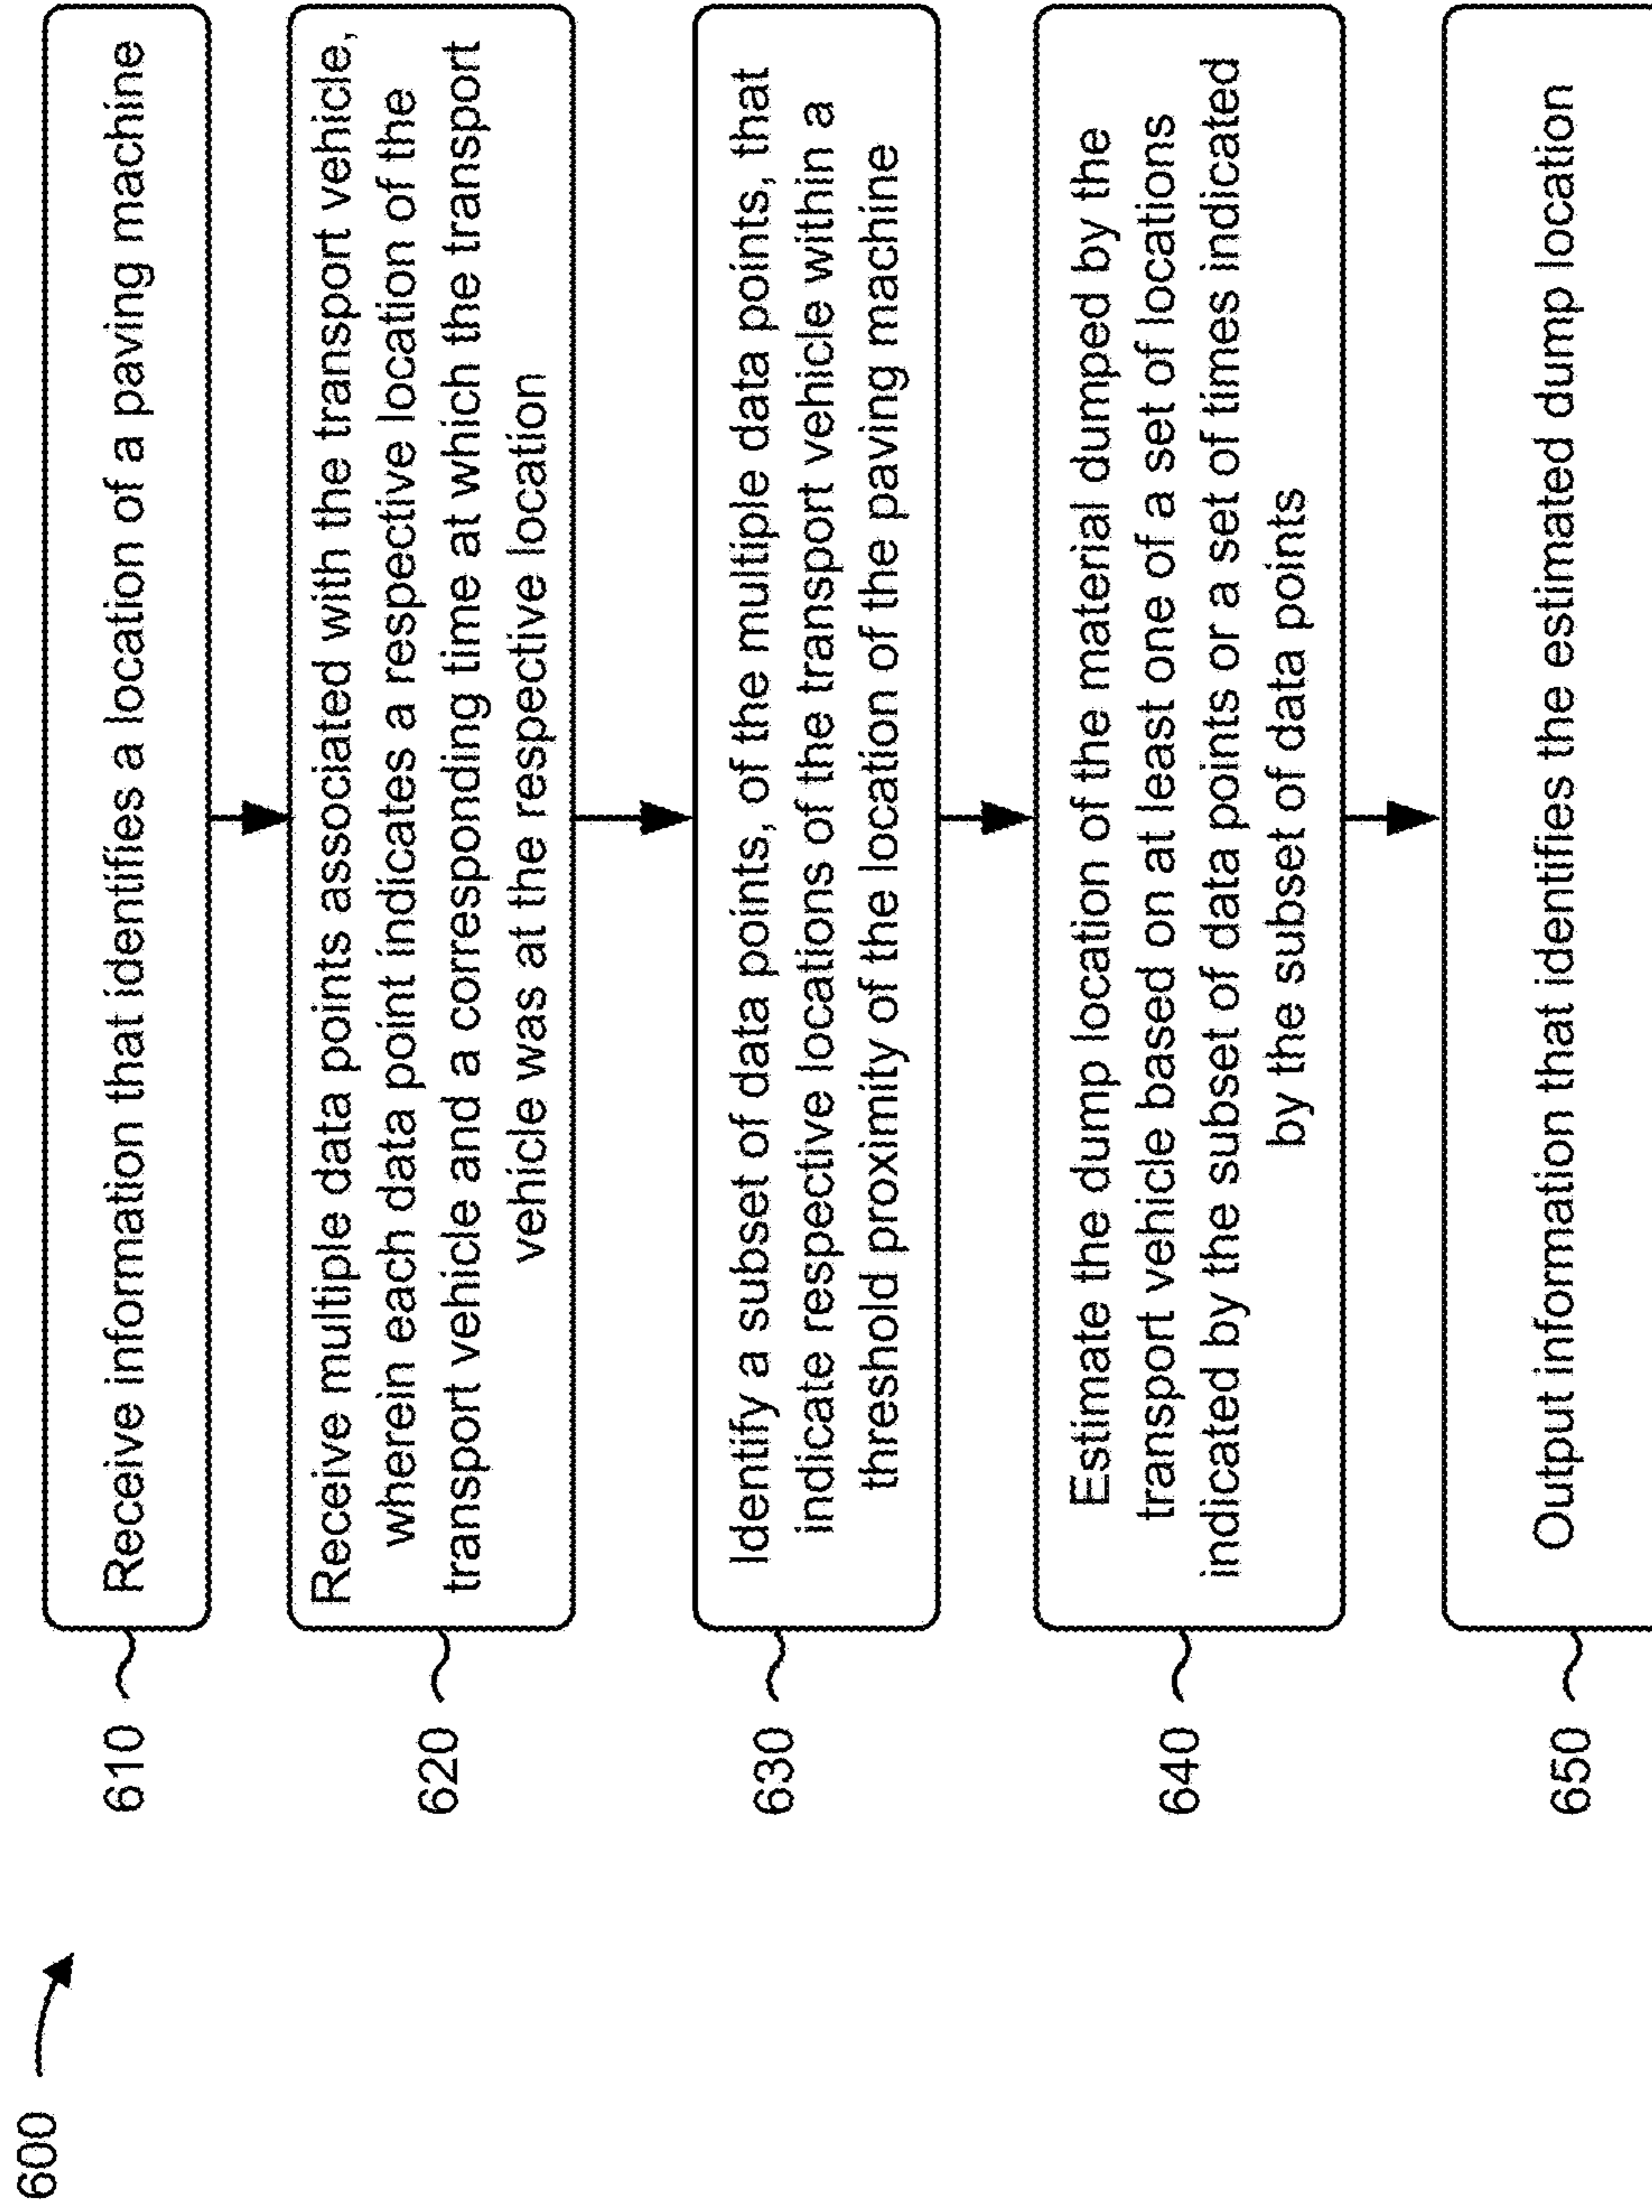 600
610
Receive information that identifies a location of a paving machine
620
Receive multiple data points associated with the transport vehicle,
wherein each data point indicates a respective location of the
transport vehicle and a corresponding time at which the transport
vehicle was at the respective location
630
Identify a subset of data points, of the multiple data points, that
indicate respective locations of the transport vehicle within a
threshold proximity of the location of the paving machine
640
Estimate the dump location of the material dumped by the
transport vehicle based on at least one of a set of locations
indicated by the subset of data points or a set of times indicated
by the subset of data points
650
Output information that identifies the estimated dump location